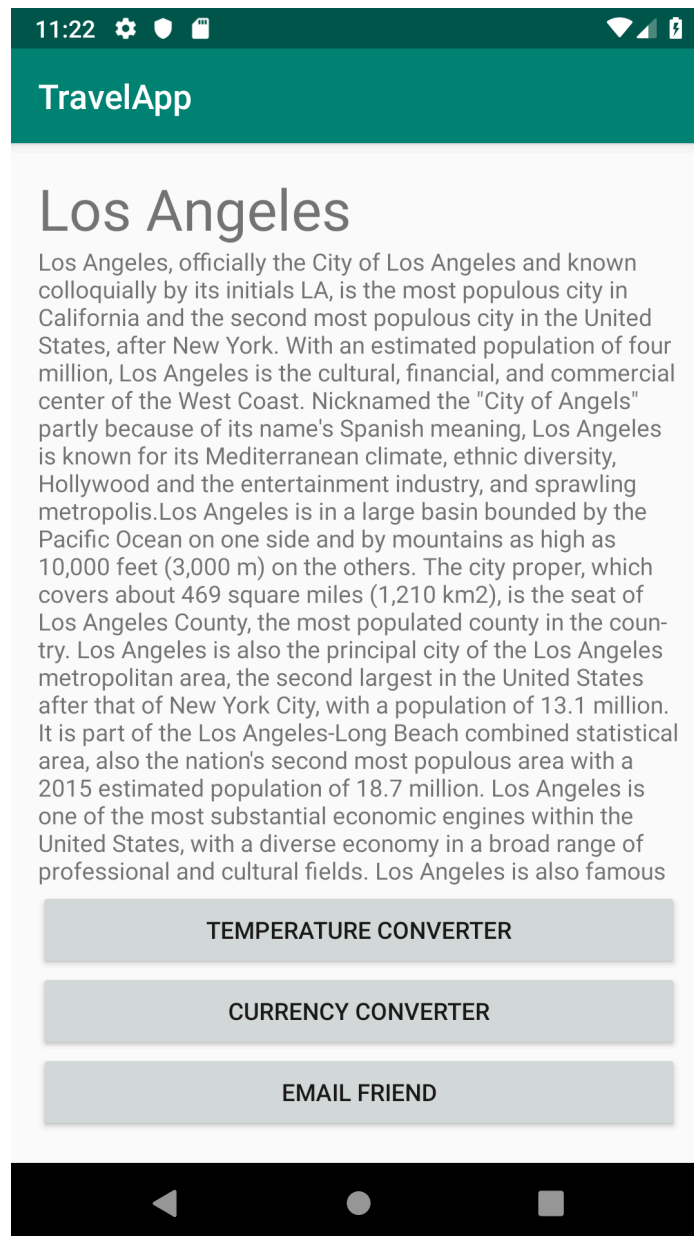 11:22
TravelApp
Los Angeles
Los Angeles, officially the City of Los Angeles and known
colloquially by its initials LA, is the most populous city in
California and the second most populous city in the United
States, after New York. With an estimated population of four
million, Los Angeles is the cultural, financial, and commercial
center of the West Coast. Nicknamed the "City of Angels"
partly because of its name's Spanish meaning, Los Angeles
is known for its Mediterranean climate, ethnic diversity,
Hollywood and the entertainment industry, and sprawling
metropolis.Los Angeles is in a large basin bounded by the
Pacific Ocean on one side and by mountains as high as
10,000 feet (3,000 m) on the others. The city proper, which
covers about 469 square miles (1,210 km2), is the seat of
Los Angeles County, the most populated county in the coun-
try. Los Angeles is also the principal city of the Los Angeles
metropolitan area, the second largest in the United States
after that of New York City, with a population of 13.1 million.
It is part of the Los Angeles-Long Beach combined statistical
area, also the nation's second most populous area with a
2015 estimated population of 18.7 million. Los Angeles is
one of the most substantial economic engines within the
United States, with a diverse economy in a broad range of
professional and cultural fields. Los Angeles is also famous
TEMPERATURE CONVERTER
CURRENCY CONVERTER
EMAIL FRIEND